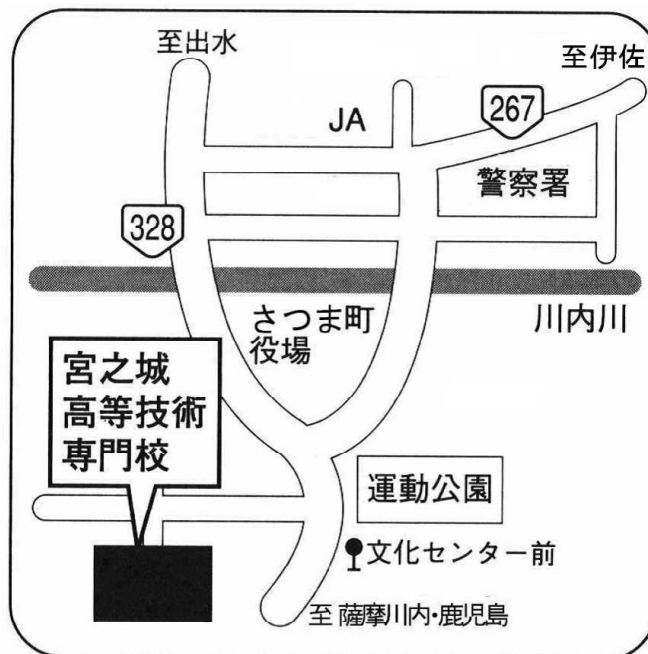 至出水
至伊佐
267
JA
警察署
328
さつま町
役場
川内川
宮之城
高等技術
専門校
運動公園
文化センター前
至 薩摩川内・鹿児島